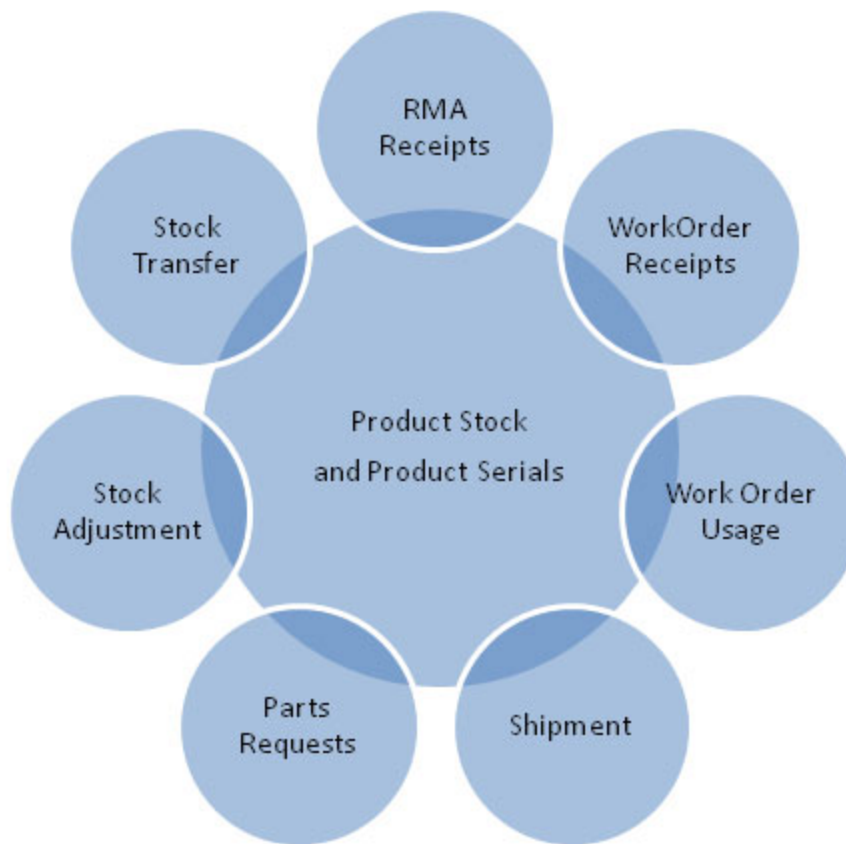 RMA
Receipts
WorkOrder
Receipts
Work Order
Usage
Shipment
Parts
Requests
Stock
Adjustment
Stock
Transfer
Product Stock
and Product Serials